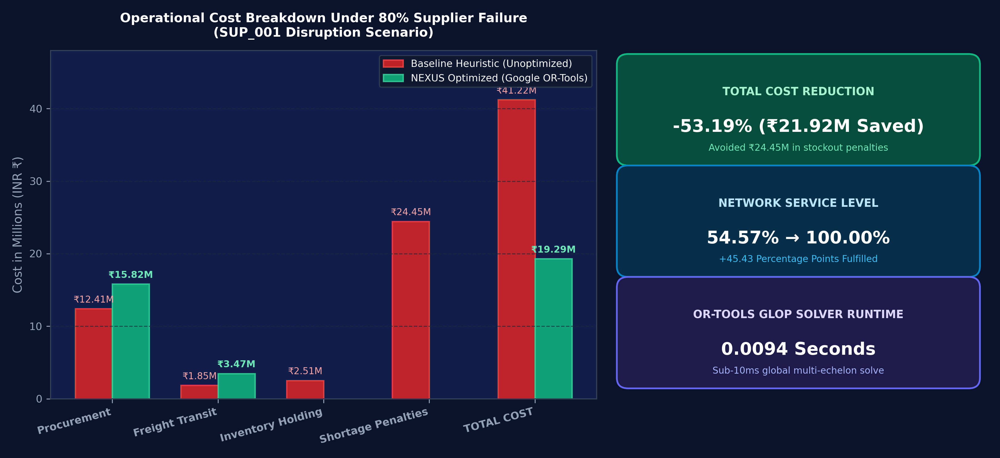 Operational Cost Breakdown Under 80% Supplier Failure
(SUP_001 Disruption Scenario)
Baseline Heuristic (Unoptimized)
NEXUS Optimized (Google OR-Tools)
Cost in Millions (INR ₹)
40
30
20
10
0
₹12.41M
₹15.82M
₹1.85M
₹3.47M
₹2.51M
₹24.45M
₹41.22M
₹19.29M
Procurement
Freight Transit
Inventory Holding
Shortage Penalties
TOTAL COST
TOTAL COST REDUCTION
-53.19% (₹21.92M Saved)
Avoided ₹24.45M in stockout penalties
NETWORK SERVICE LEVEL
54.57% → 100.00%
+45.43 Percentage Points Fulfilled
OR-TOOLS GLOP SOLVER RUNTIME
0.0094 Seconds
Sub-10ms global multi-echelon solve